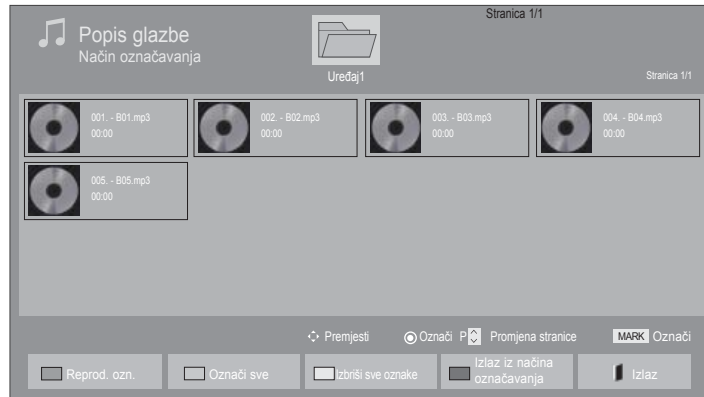 Stranica 1/1
Popis glazbe
Način označavanja
Uređaj1
Stranica 1/1
001. - B01.mp3
00:00
002. - B02.mp3
00:00
003. - B03.mp3
00:00
004. - B04.mp3
00:00
005. - B05.mp3
00:00
Premjesti Označi P Promjena stranice MARK Označi
Reprod. ozn.
Označi sve
Izbriši sve oznake
Izlaz iz načina
označavanja
Izlaz